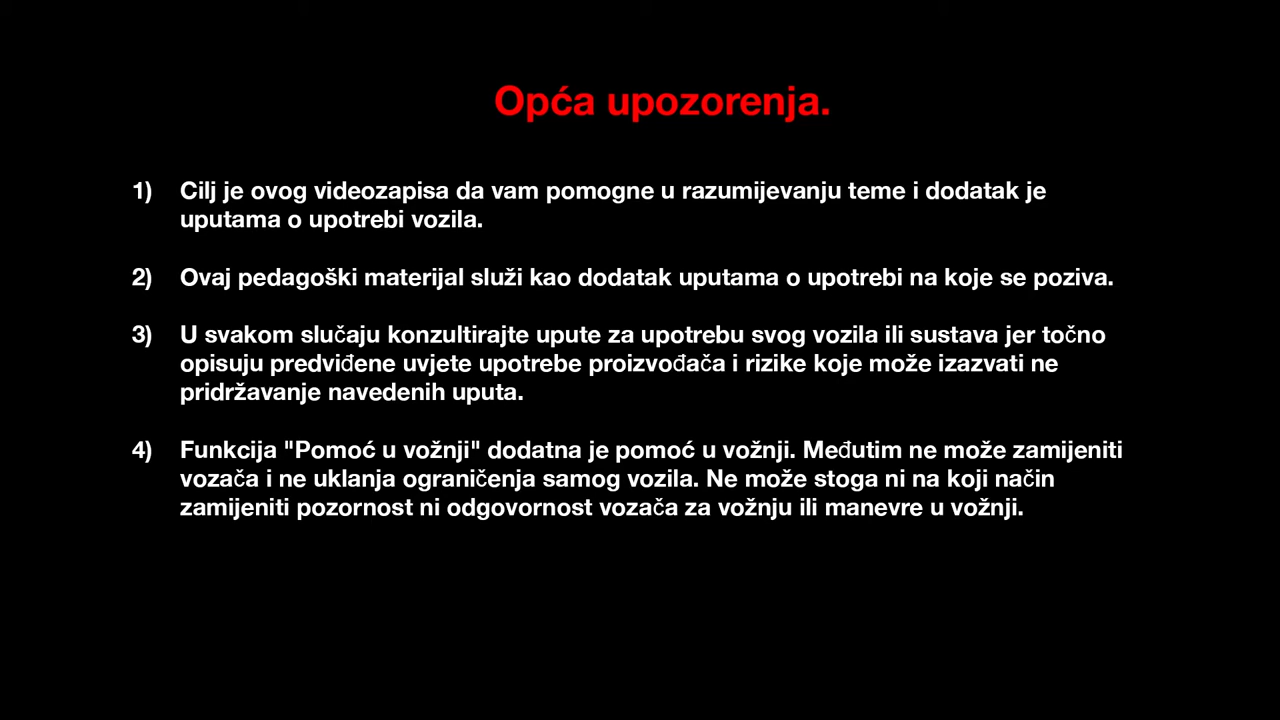 Opća upozorenja.
1) Cilj je ovog videozapisa da vam pomogne u razumijevanju teme i dodatak je
uputama o upotrebi vozila.
2) Ovaj pedagoški materijal služi kao dodatak uputama o upotrebi na koje se poziva.
3) U svakom slučaju konzultirajte upute za upotrebu svog vozila ili sustava jer točno
opisuju predviđene uvjete upotrebe proizvođača i rizike koje može izazvati ne
pridržavanje navedenih uputa.
4) Funkcija "Pomoć u vožnji" dodatna je pomoć u vožnji. Međutim ne može zamijeniti
vozača i ne uklanja ograničenja samog vozila. Ne može stoga ni na koji način
zamijeniti pozornost ni odgovornost vozača za vožnju ili manevre u vožnji.